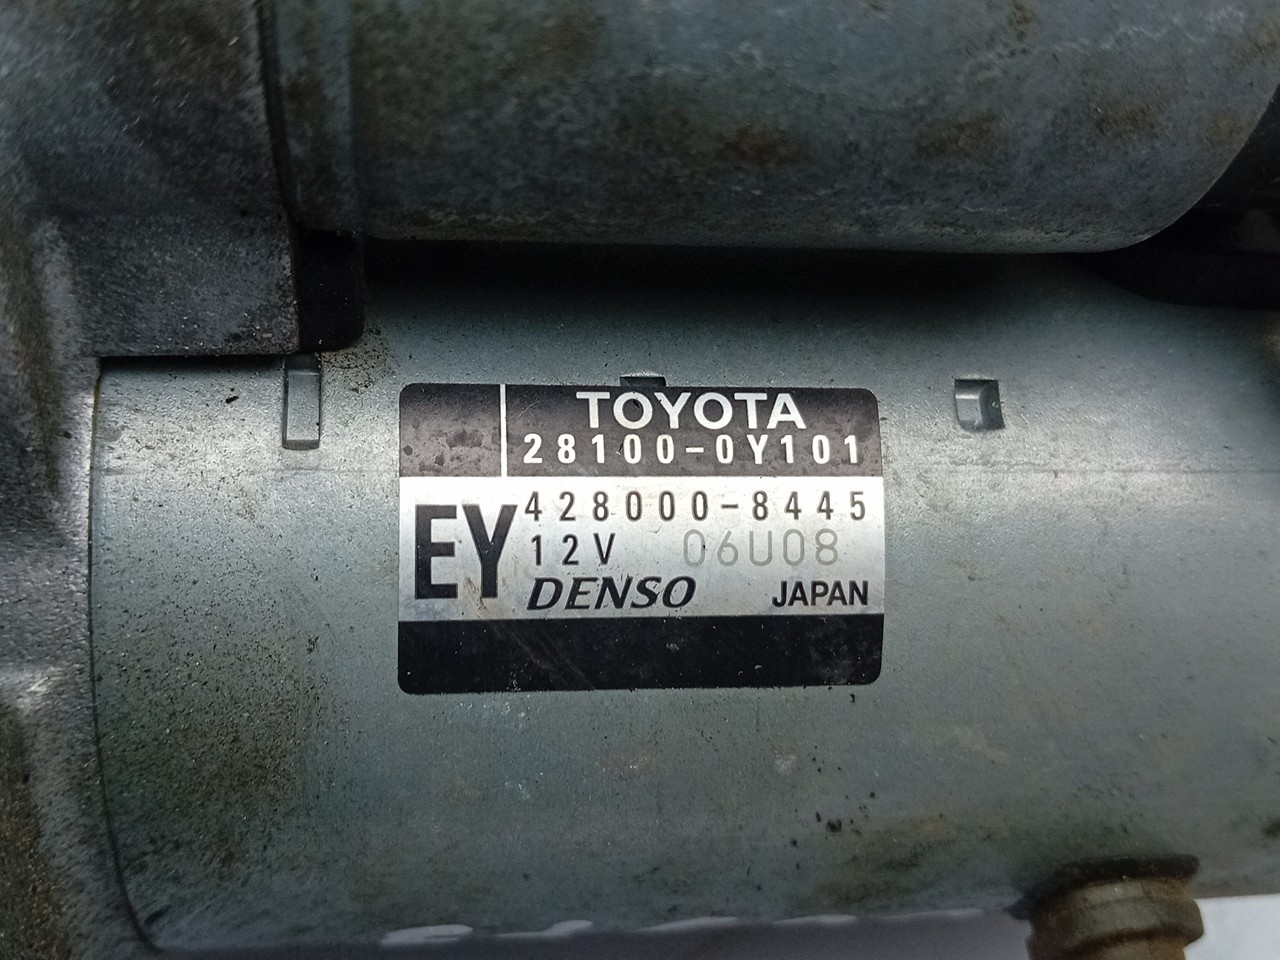 TOYOTA
28100-0Y101
EY
428000-8445
12V 06U08
DENSO JAPAN